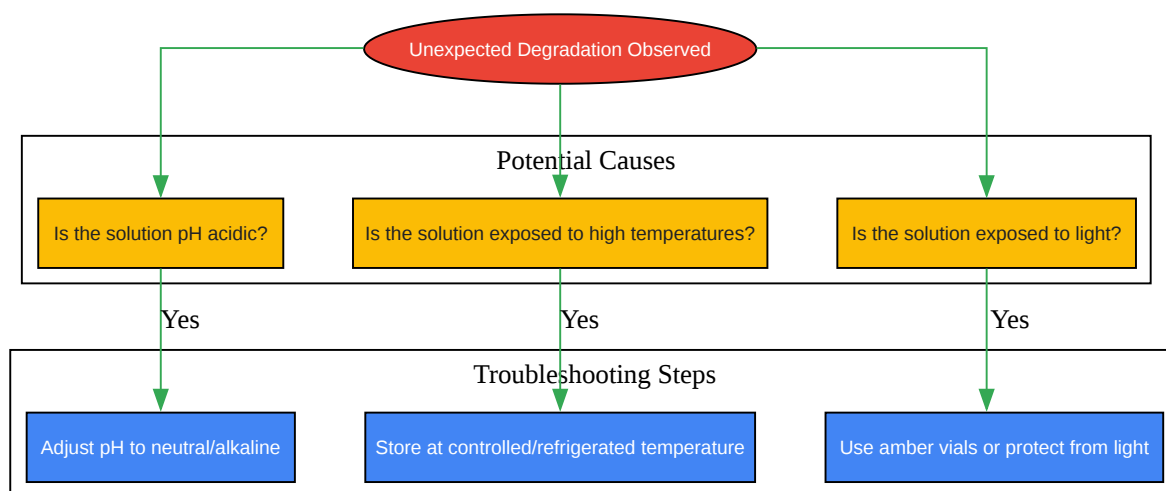 Unexpected Degradation Observed
Potential Causes
Is the solution pH acidic?
Is the solution exposed to high temperatures?
Is the solution exposed to light?
Yes
Yes
Yes
Troubleshooting Steps
Adjust pH to neutral/alkaline
Store at controlled/refrigerated temperature
Use amber vials or protect from light